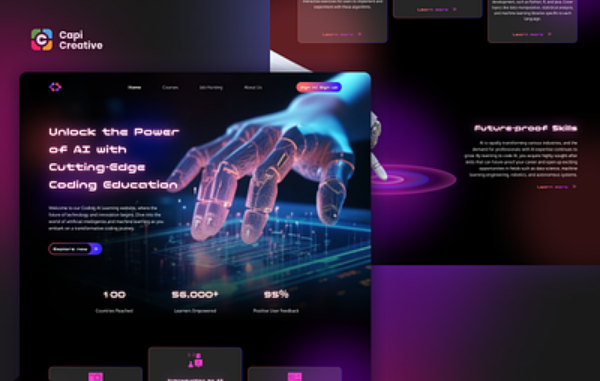 Capi
Creative
Home
Courses
Job Hunting
About Us
Sign in/ Sign up
Unlock the Power
of AI with
Cutting-Edge
Coding Education
Welcome to our Coding AI Learning website, where the
future of technology and innovation begins. Dive into the
world of artificial intelligence and machine learning as you
embark on a transformative coding journey.
Explore now
100
Countries Reached
56.000+
Learners Empowered
95%
Positive User Feedback
experiment with these algorithms.
Learn more
Learn more
language.
Learn more
Future-proof Skills
AI is rapidly transforming various industries, and the
demand for professionals with AI expertise continues to
grow. By learning to code AI, you acquire highly sought-after
skills that can future-proof your career and open up exciting
opportunities in fields such as data science, machine
learning engineering, robotics, and autonomous systems.
Learn more